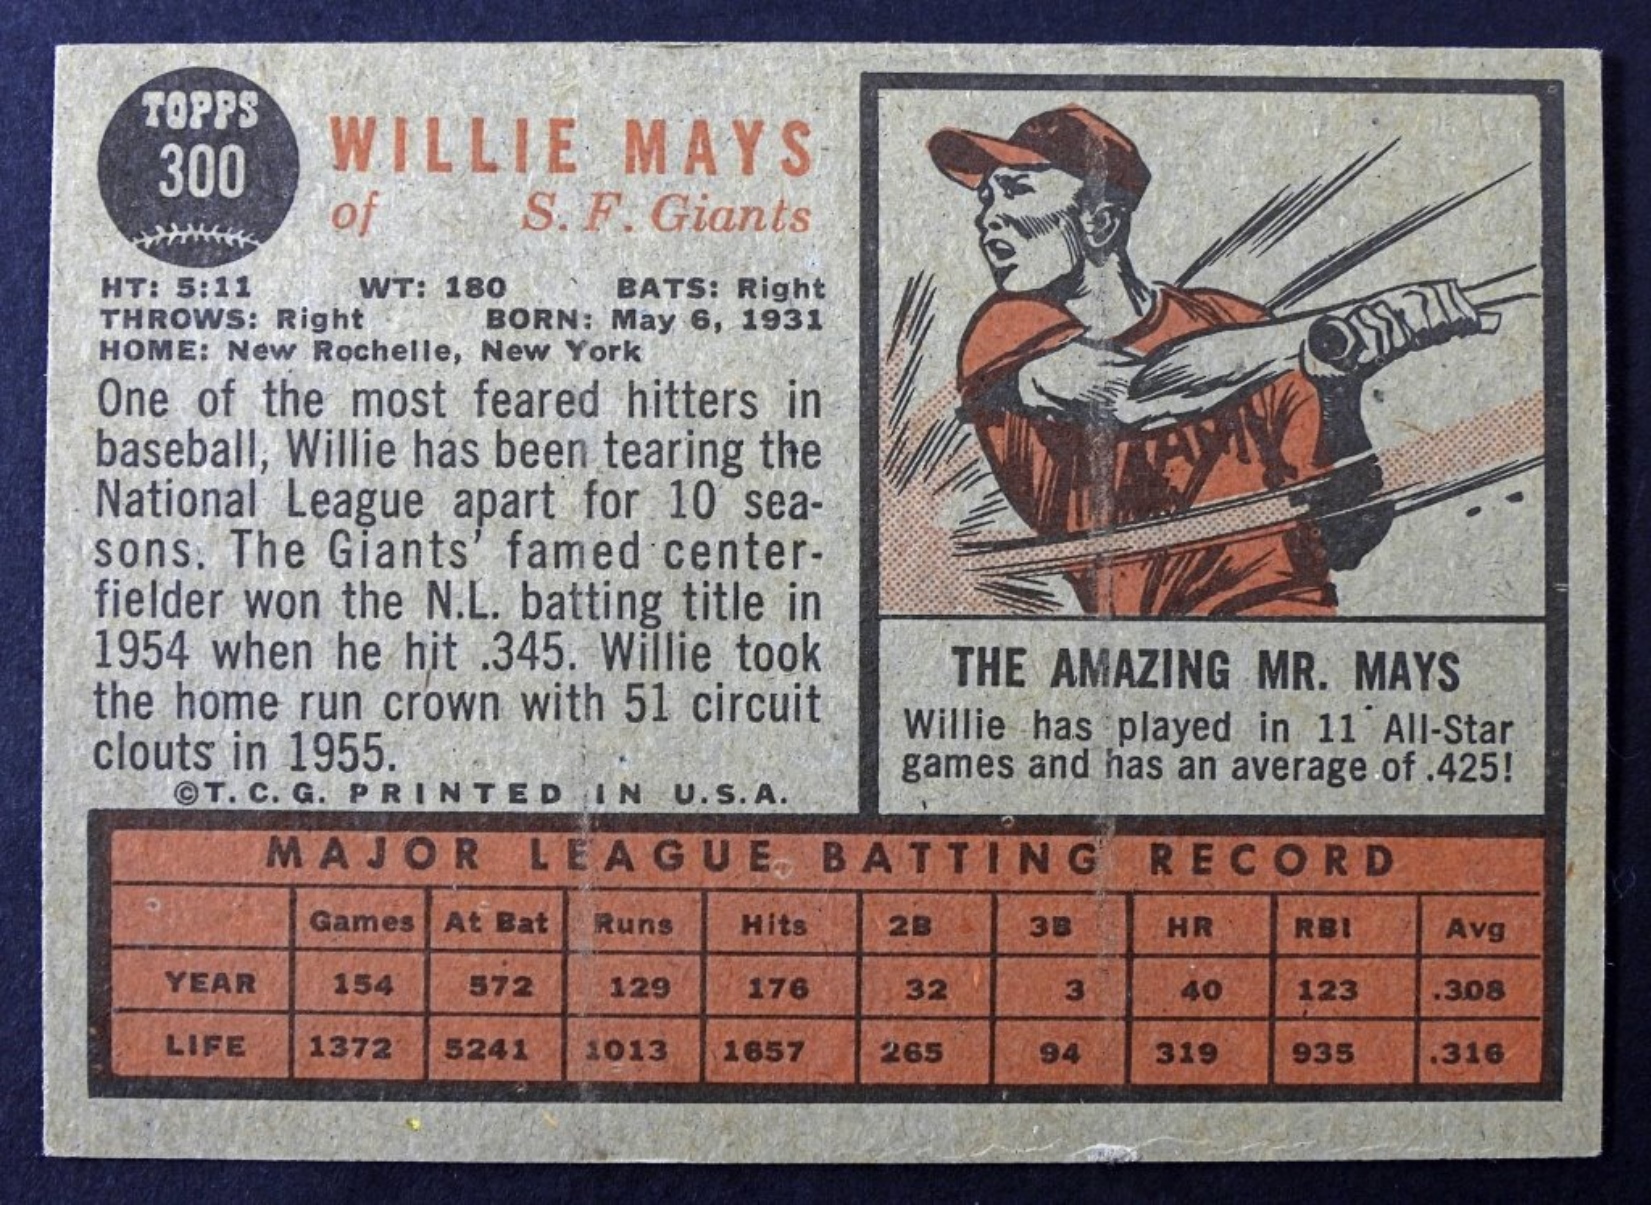 TOPPS
300
WILLIE MAYS
of S. F. Giants
HT: 5:11 WT: 180 BATS: Right
THROWS: Right BORN: May 6, 1931
HOME: New Rochelle, New York
One of the most feared hitters in
baseball, Willie has been tearing the
National League apart for 10 sea-
sons. The Giants' famed center-
fielder won the N.L. batting title in
1954 when he hit .345. Willie took
the home run crown with 51 circuit
clouts in 1955.
©T. C. G. PRINTED IN U.S.A.
THE AMAZING MR. MAYS
Willie has played in 11 All-Star
games and has an average of .425!
MAJOR LEAGUE BATTING RECORD
Games At Bat Runs Hits 2B 3B HR RBI Avg
YEAR 154 572 129 176 32 3 40 123 .308
LIFE 1372 5241 1013 1657 265 94 319 935 .316